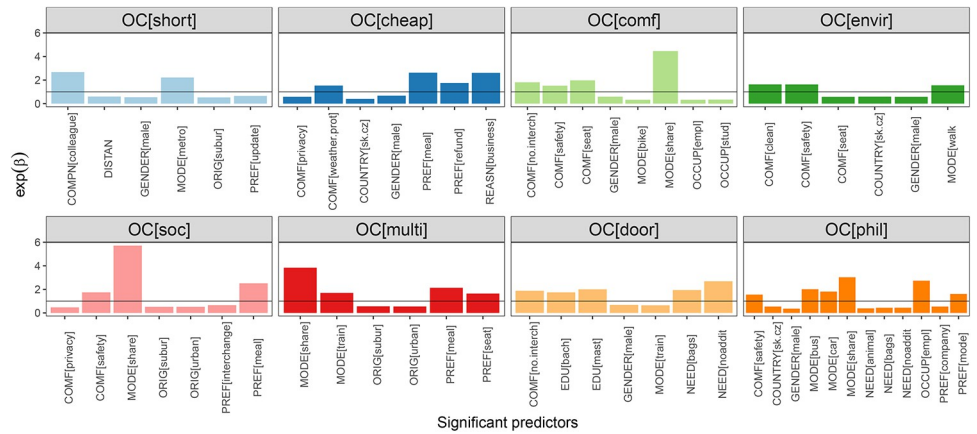 OC[short] OC[cheap] OC[comf] OC[envir]
6
4
2
0
COMPN[colleague]
DISTAN
GENDER[male]
MODE[metro]
ORIG[subur]
PREF[update]
COMF[privacy]
COMF[weather.prot]
COUNTRY[sk.cz]
GENDER[male]
PREF[meal]
PREF[refund]
REASN[business]
COMF[no.interch]
COMF[safety]
COMF[seat]
GENDER[male]
MODE[bike]
MODE[share]
OCCUP[empl]
OCCUP[stud]
COMF[clean]
COMF[safety]
COMF[seat]
COUNTRY[sk.cz]
GENDER[male]
MODE[walk]
exp(β)
OC[soc] OC[multi] OC[door] OC[phil]
6
4
2
0
COMF[privacy]
COMF[safety]
MODE[share]
ORIG[subur]
ORIG[urban]
PREF[interchange]
PREF[meal]
MODE[share]
MODE[train]
ORIG[subur]
ORIG[urban]
PREF[meal]
PREF[seat]
COMF[no.interch]
EDU[bach]
EDU[mast]
GENDER[male]
MODE[train]
NEED[bags]
NEED[noaddit]
COMF[safety]
COUNTRY[sk.cz]
GENDER[male]
MODE[bus]
MODE[car]
MODE[share]
NEED[animal]
NEED[bags]
NEED[noaddit]
OCCUP[empl]
PREF[company]
PREF[mode]
Significant predictors